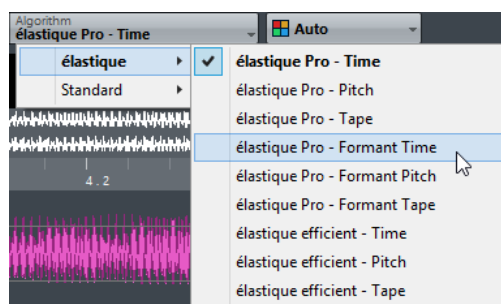 Algorithm
élastique Pro - Time
Auto
élastique
Standard
élastique Pro - Time
élastique Pro - Pitch
élastique Pro - Tape
élastique Pro - Formant Time
élastique Pro - Formant Pitch
élastique Pro - Formant Tape
élastique efficient - Time
élastique efficient - Pitch
élastique efficient - Tape
4.2